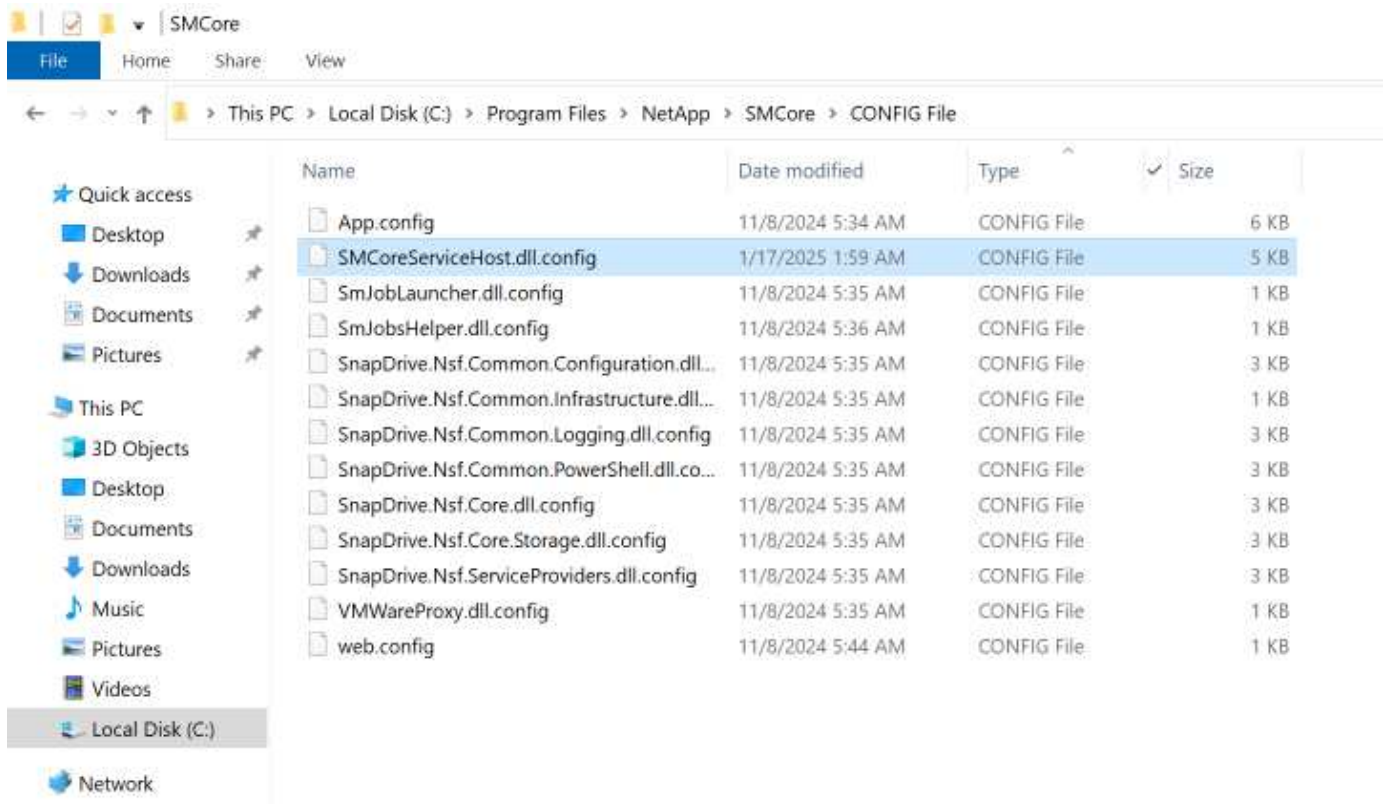 SMCore
File Home Share View
This PC > Local Disk (C:) > Program Files > NetApp > SMCore > CONFIG File
Name Date modified Type Size
Quick access
Desktop
Downloads
Documents
Pictures
This PC
3D Objects
Desktop
Documents
Downloads
Music
Pictures
Videos
Local Disk (C:)
Network
App.config 11/8/2024 5:34 AM CONFIG File 6 KB
SMCoreServiceHost.dll.config 1/17/2025 1:59 AM CONFIG File 5 KB
SmJobLauncher.dll.config 11/8/2024 5:35 AM CONFIG File 1 KB
SmJobsHelper.dll.config 11/8/2024 5:36 AM CONFIG File 1 KB
SnapDrive.Nsf.Common.Configuration.dll... 11/8/2024 5:35 AM CONFIG File 3 KB
SnapDrive.Nsf.Common.Infrastructure.dll... 11/8/2024 5:35 AM CONFIG File 1 KB
SnapDrive.Nsf.Common.Logging.dll.config 11/8/2024 5:35 AM CONFIG File 3 KB
SnapDrive.Nsf.Common.PowerShell.dll.co... 11/8/2024 5:35 AM CONFIG File 3 KB
SnapDrive.Nsf.Core.dll.config 11/8/2024 5:35 AM CONFIG File 3 KB
SnapDrive.Nsf.Core.Storage.dll.config 11/8/2024 5:35 AM CONFIG File 3 KB
SnapDrive.Nsf.ServiceProviders.dll.config 11/8/2024 5:35 AM CONFIG File 3 KB
VMWareProxy.dll.config 11/8/2024 5:35 AM CONFIG File 1 KB
web.config 11/8/2024 5:44 AM CONFIG File 1 KB